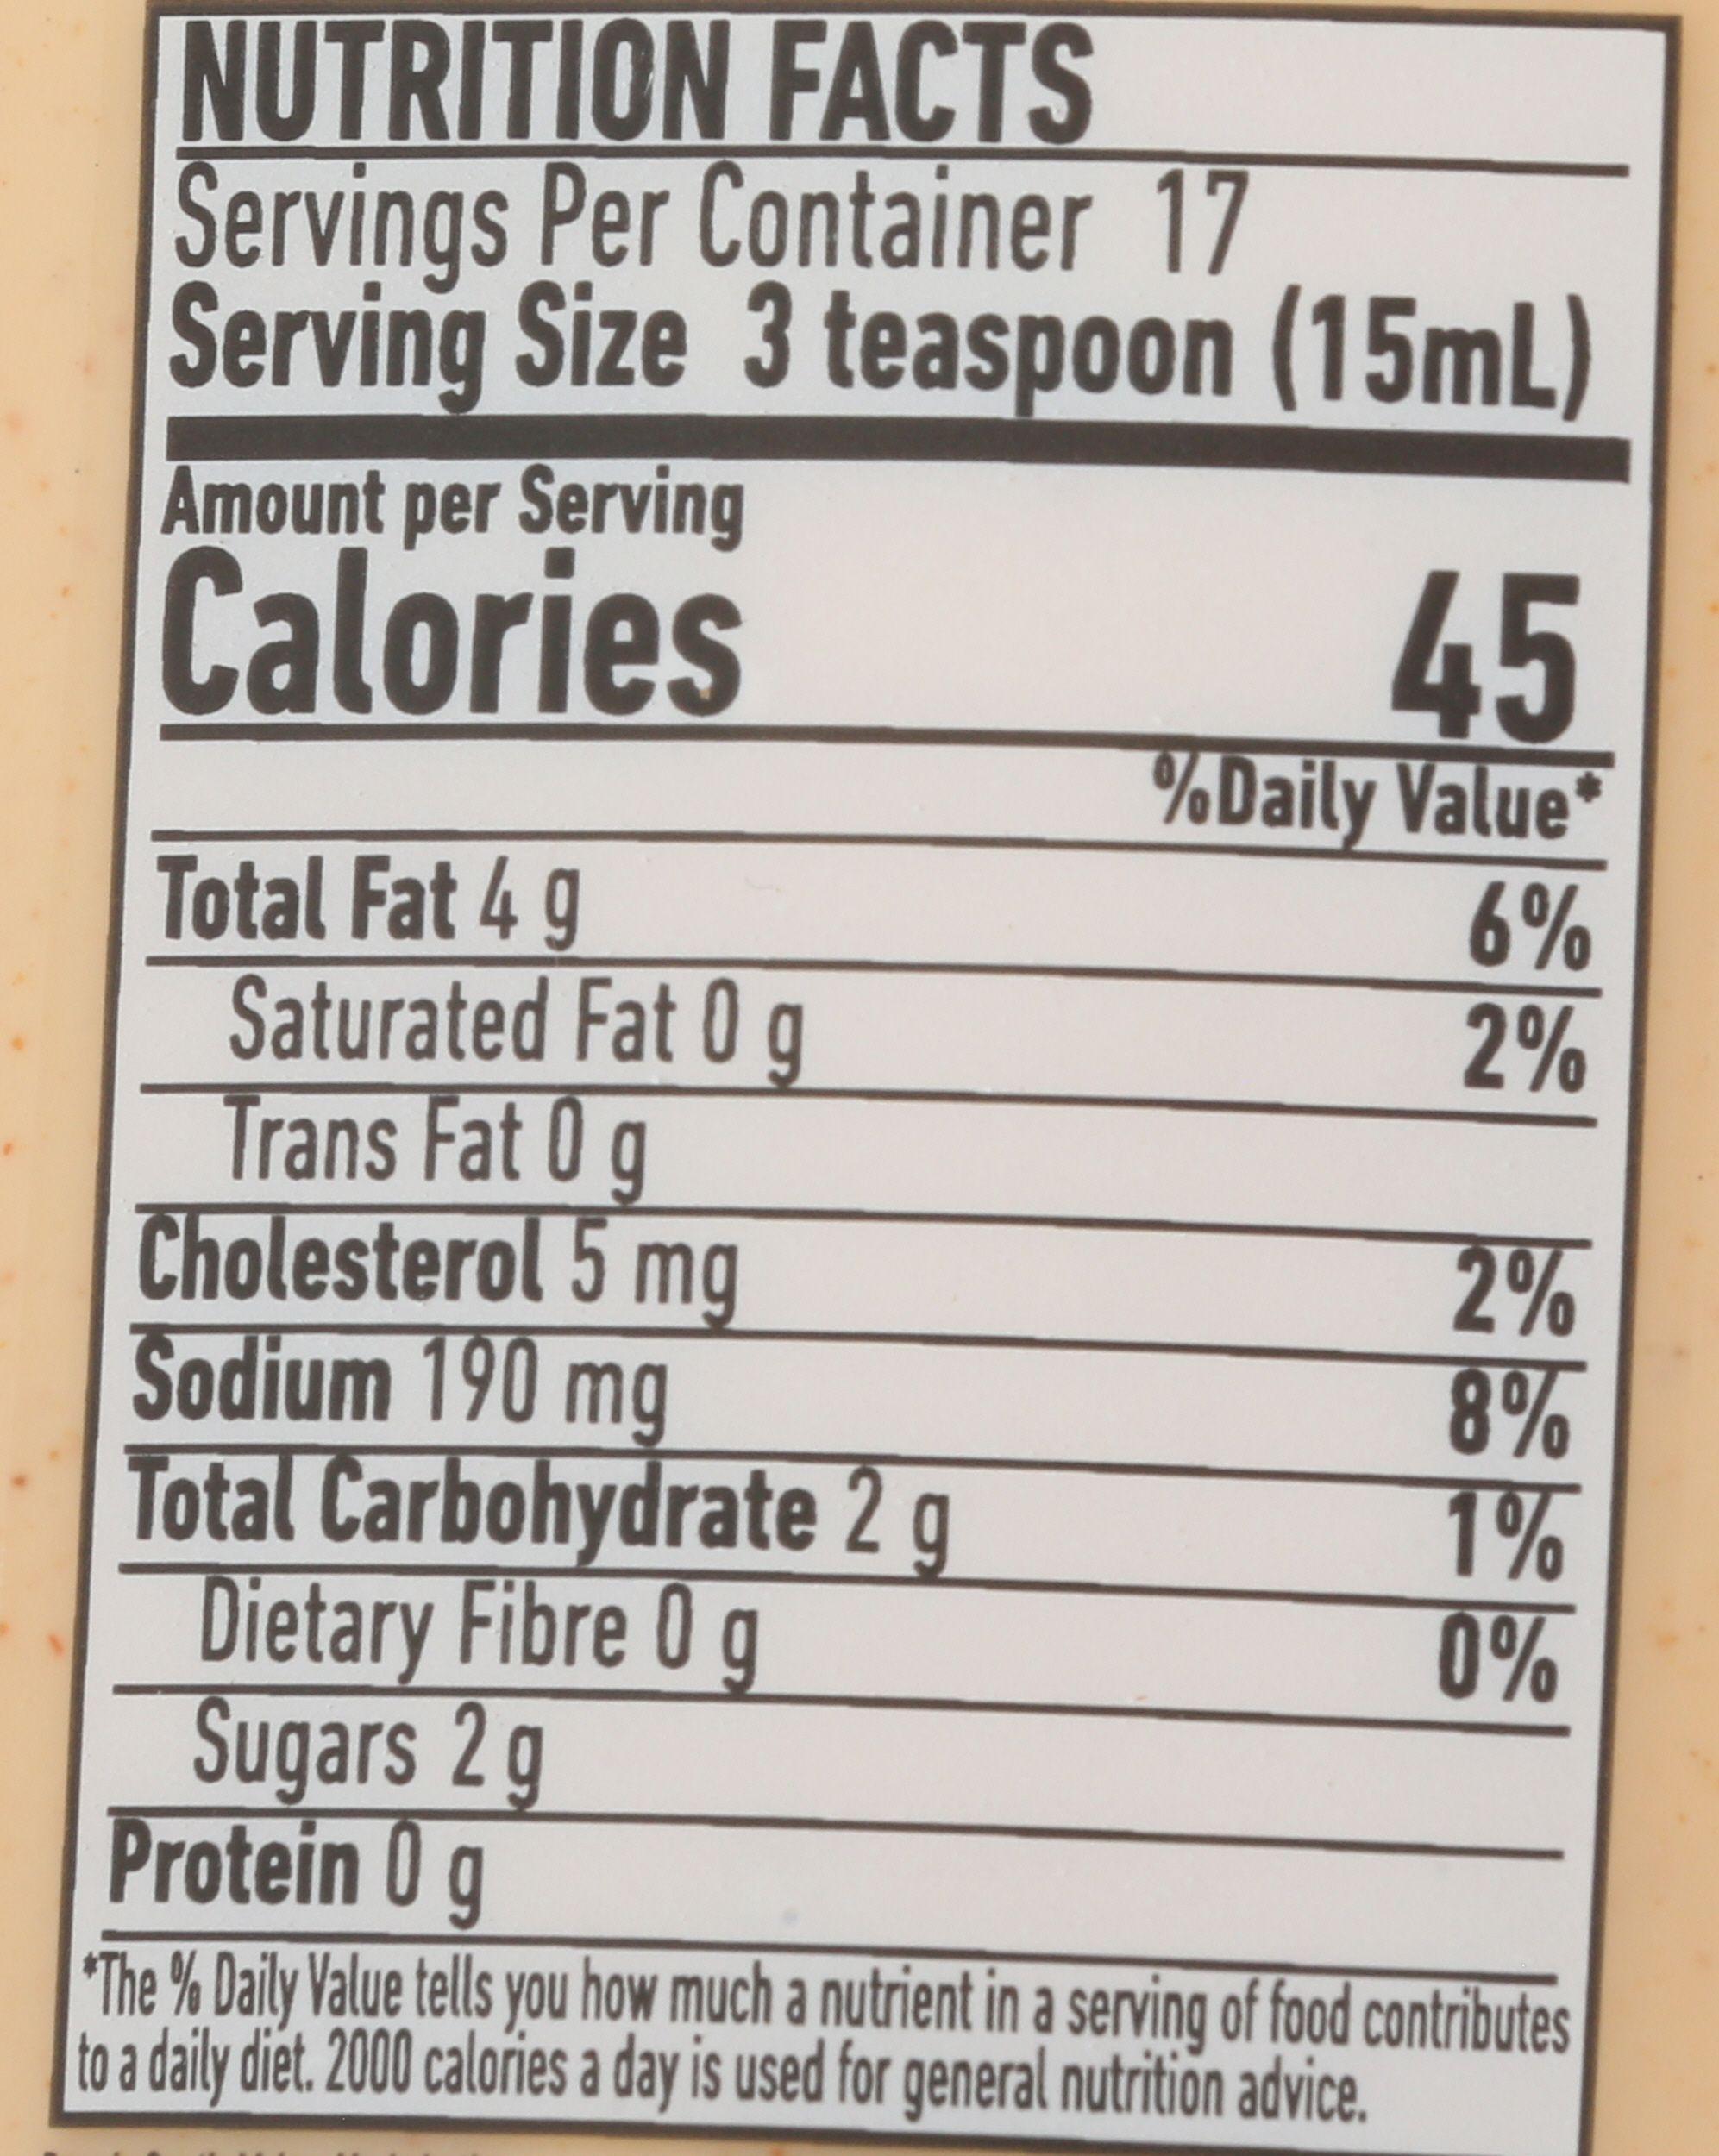 NUTRITION FACTS
Servings Per Container 17
Serving Size 3 teaspoon (15mL)
Amount per Serving
Calories 45
%Daily Value*
Total Fat 4 g 6%
Saturated Fat 0 g 2%
Trans Fat 0 g
Cholesterol 5 mg 2%
Sodium 190 mg 8%
Total Carbohydrate 2 g 1%
Dietary Fibre 0 g 0%
Sugars 2 g
Protein 0 g
*The % Daily Value tells you how much a nutrient in a serving of food contributes
to a daily diet. 2000 calories a day is used for general nutrition advice.